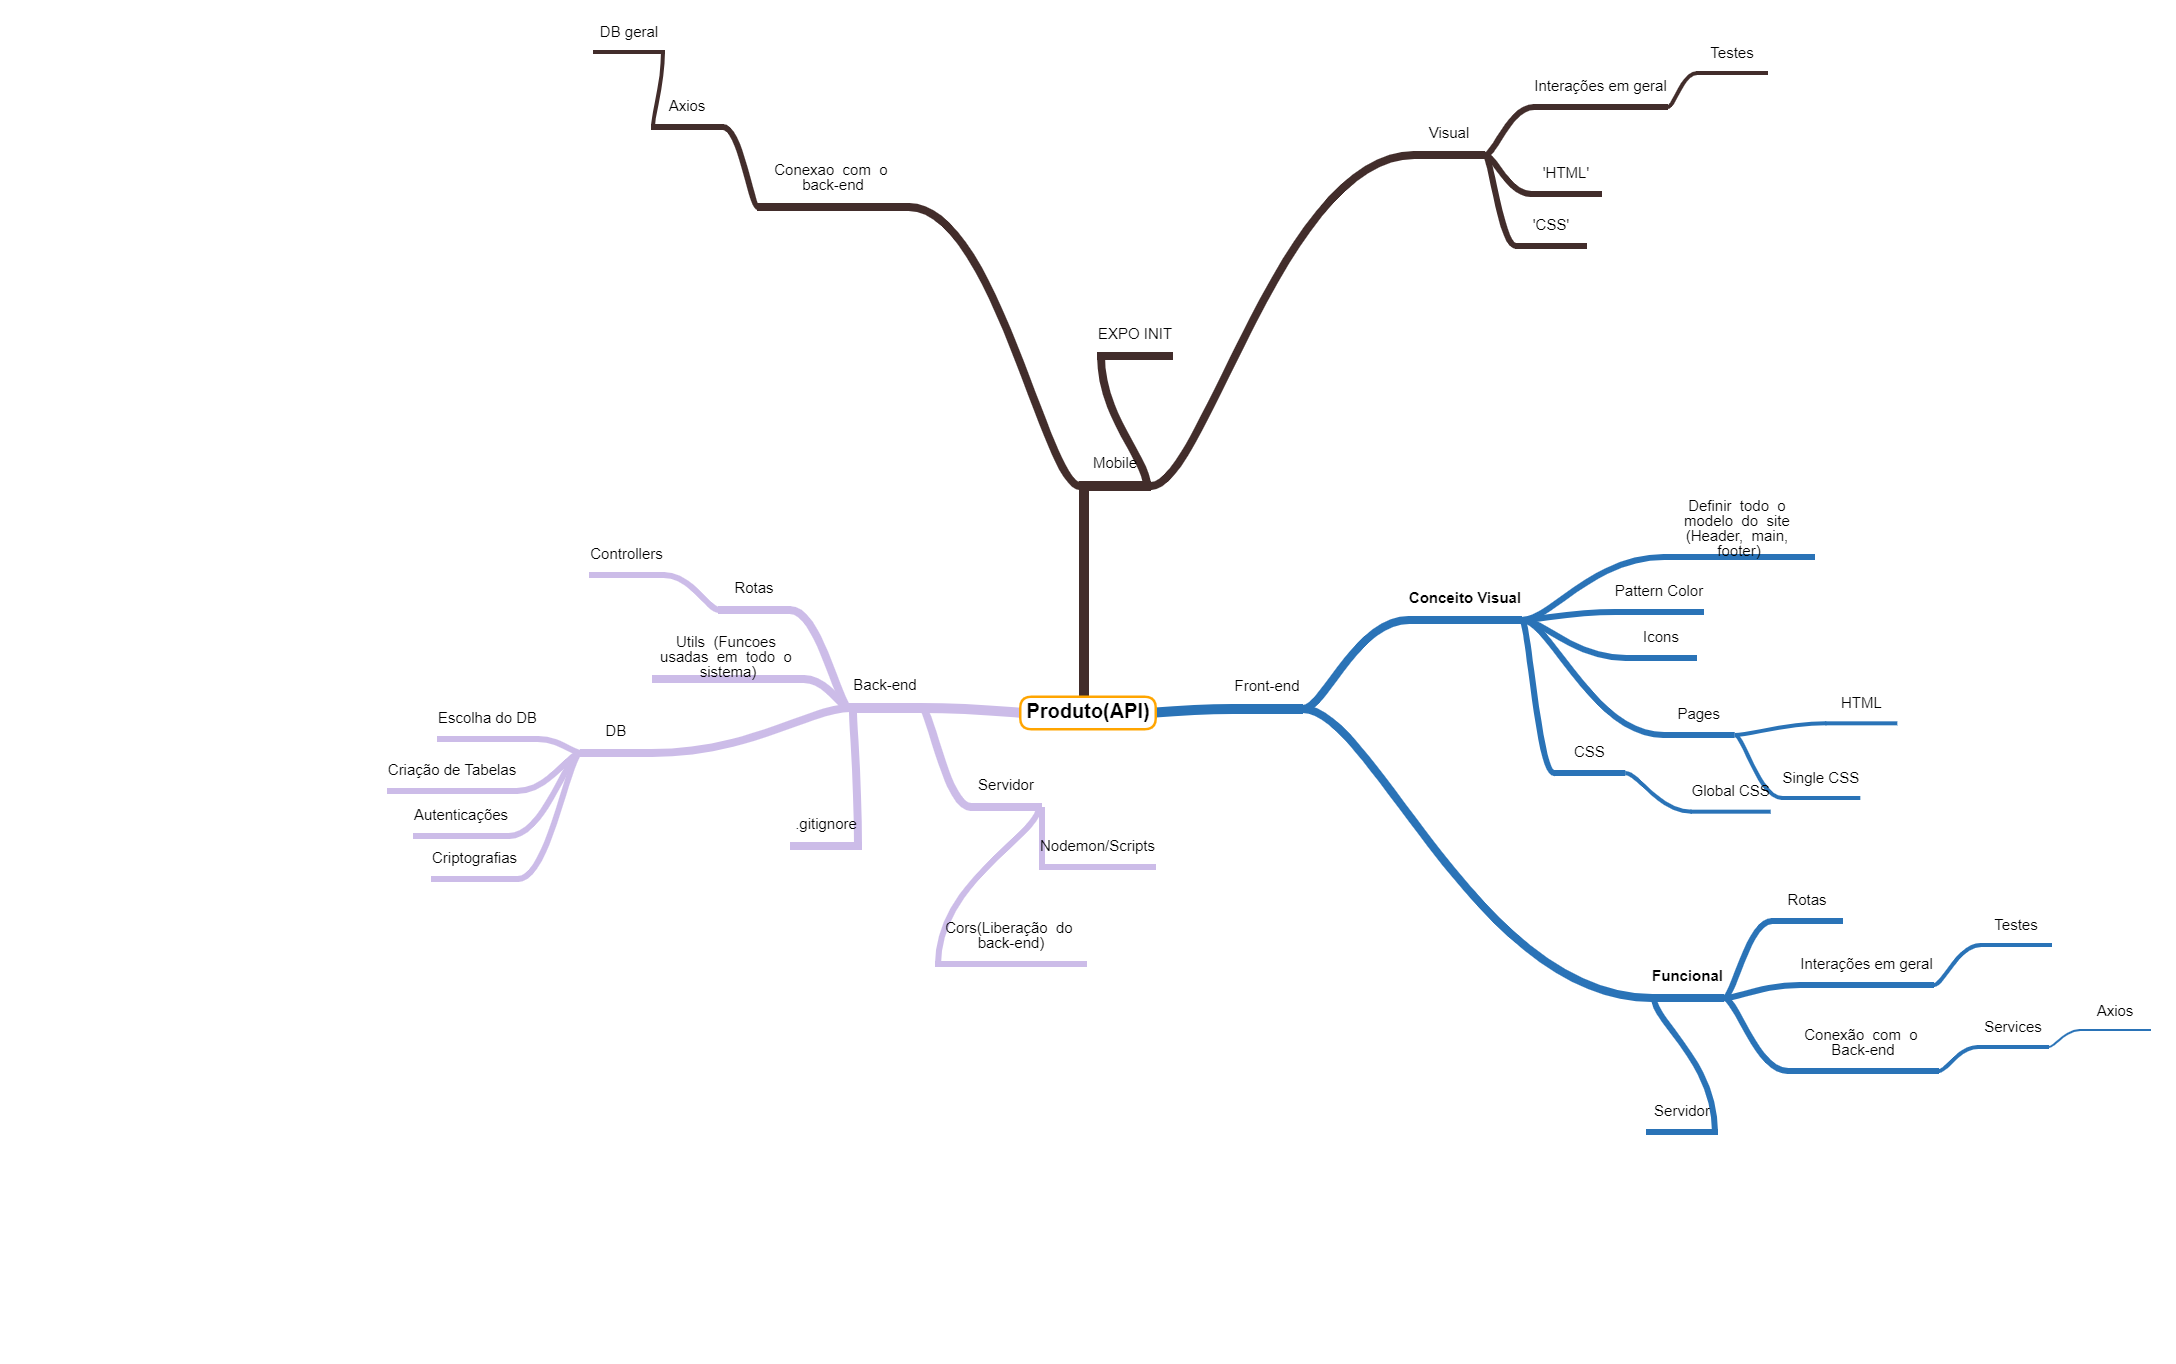 DB geral
Axios
Conexao com o
back-end
Testes
Interações em geral
Visual
'HTML'
'CSS'
EXPO INIT
Mobile
Controllers
Rotas
Utils (Funcoes
usadas em todo o
sistema)
Back-end
Escolha do DB
DB
Criação de Tabelas
Autenticações
Criptografias
.gitignore
Servidor
Nodemon/Scripts
Cors(Liberação do
back-end)
Produto(API)
Front-end
Conceito Visual
Definir todo o
modelo do site
(Header, main,
footer)
Pattern Color
Icons
Pages
HTML
Single CSS
CSS
Global CSS
Funcional
Rotas
Interações em geral
Testes
Conexão com o
Back-end
Services
Axios
Servidor